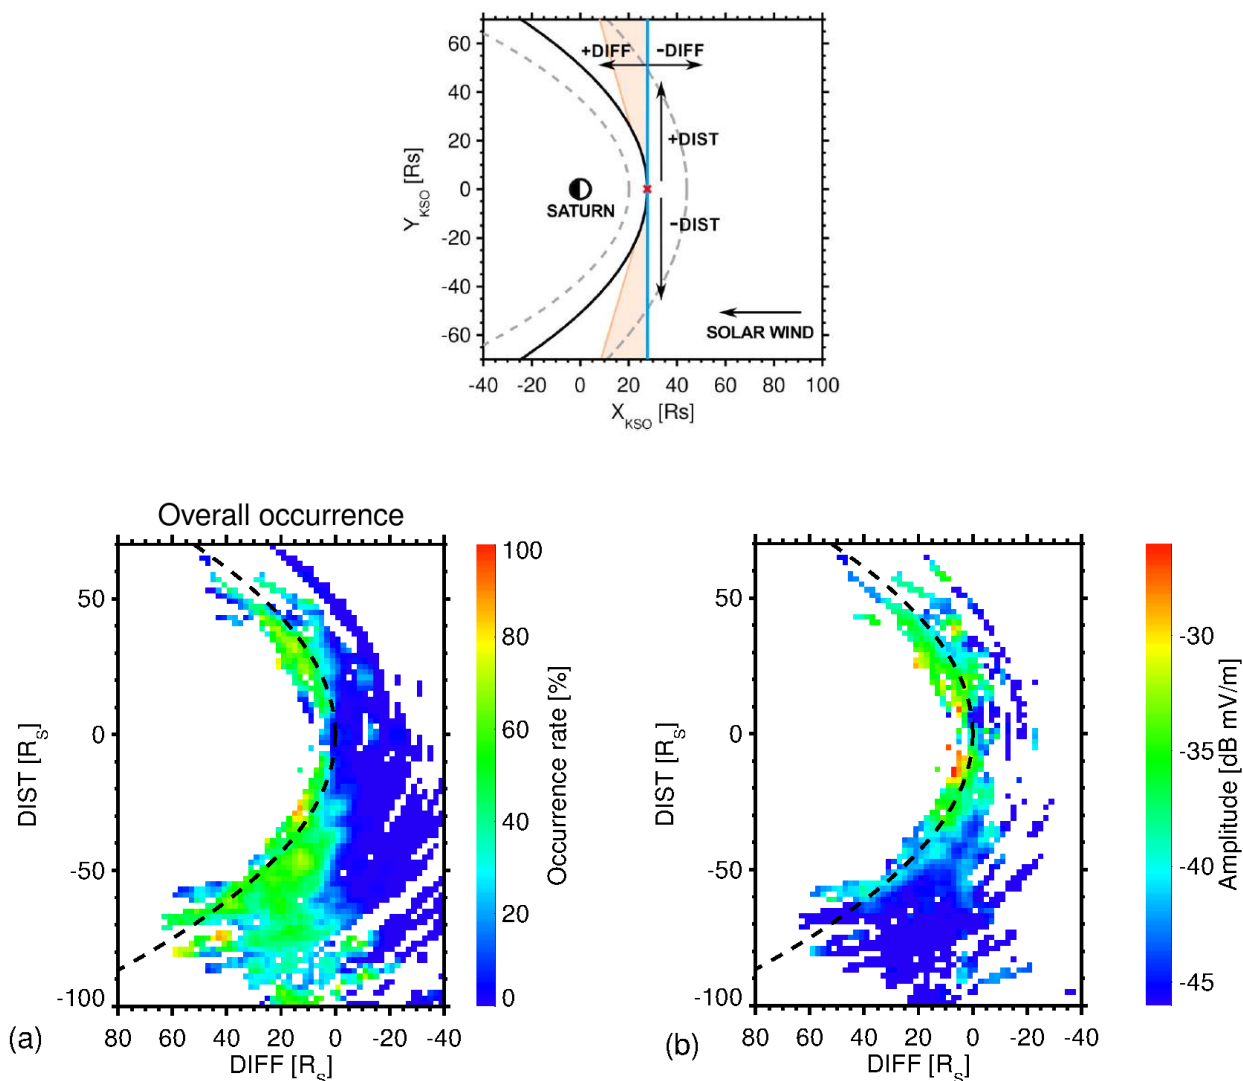 +DIFF -DIFF
+DIST
SATURN
-DIST
SOLAR WIND
60
40
20
0
-20
-40
-60
Y_KSO [Rs]
-40 -20 0 20 40 60 80 100
X_KSO [Rs]
Overall occurrence
50
0
-50
-100
DIST [R_S]
80 60 40 20 0 -20 -40
DIFF [R_S]
(a)
100
80
60
40
20
0
Occurrence rate [%]
50
0
-50
-100
DIST [R_S]
80 60 40 20 0 -20 -40
DIFF [R_S]
(b)
-30
-35
-40
-45
Amplitude [dB mV/m]